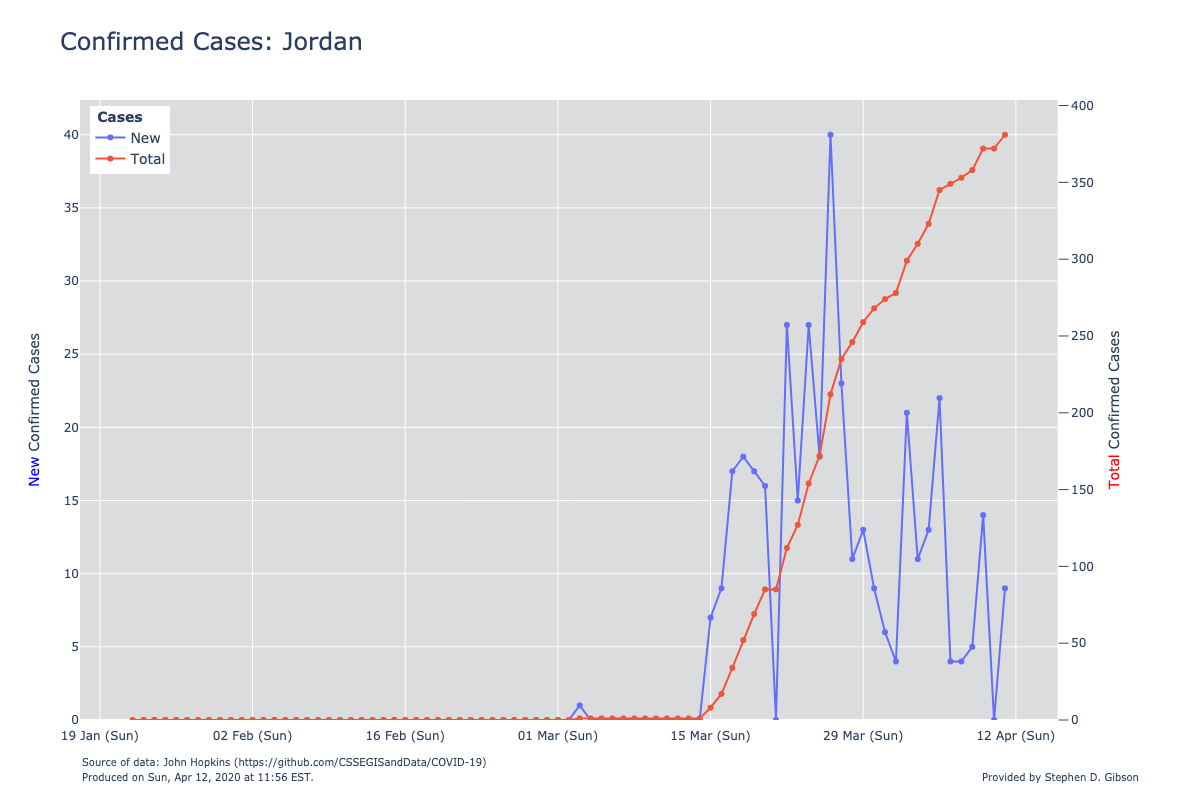 Confirmed Cases: Jordan
Cases
New
Total
40
35
30
25
20
15
10
5
0
New Confirmed Cases
400
350
300
250
200
150
100
50
0
Total Confirmed Cases
19 Jan (Sun)
02 Feb (Sun)
16 Feb (Sun)
01 Mar (Sun)
15 Mar (Sun)
29 Mar (Sun)
12 Apr (Sun)
Source of data: John Hopkins (https://github.com/CSSEGISandData/COVID-19)
Produced on Sun, Apr 12, 2020 at 11:56 EST.
Provided by Stephen D. Gibson